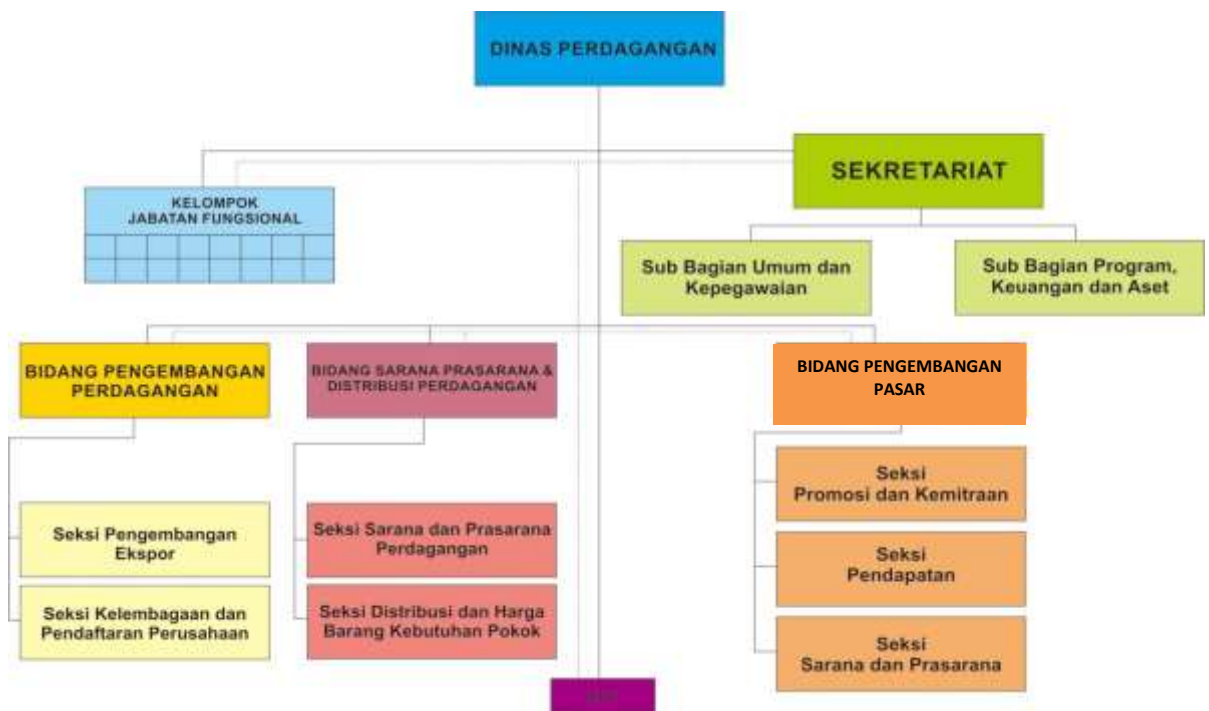 DINAS PERDAGANGAN
SEKRETARIAT
KELOMPOK
JABATAN FUNGSIONAL
Sub Bagian Umum dan
Kepegawaian
Sub Bagian Program,
Keuangan dan Aset
BIDANG PENGEMBANGAN
PERDAGANGAN
BIDANG SARANA PRASARANA &
DISTRIBUSI PERDAGANGAN
BIDANG PENGEMBANGAN
PASAR
Seksi Pengembangan
Ekspor
Seksi Kelembagaan dan
Pendaftaran Perusahaan
Seksi Sarana dan Prasarana
Perdagangan
Seksi Distribusi dan Harga
Barang Kebutuhan Pokok
Seksi
Promosi dan Kemitraan
Seksi
Pendapatan
Seksi
Sarana dan Prasarana